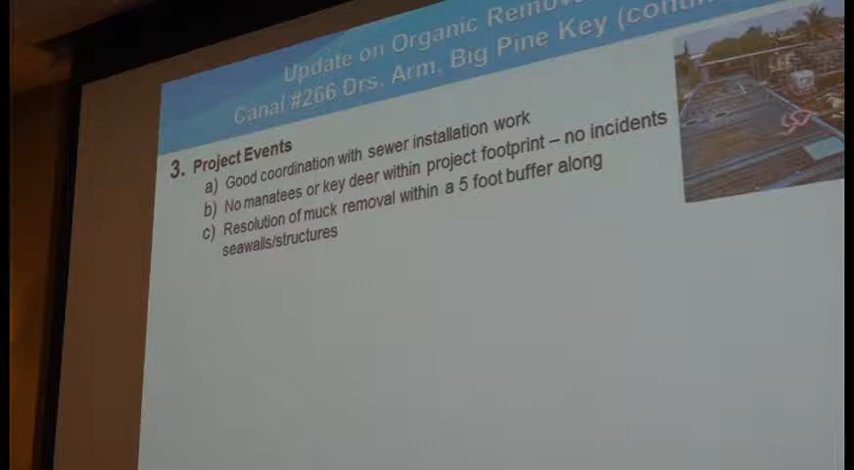 Update on Organic
Canal #266 Drs. Arm, Big Pine Key
3. Project Events
a) Good coordination with sewer installation work
b) No manatees or key deer within project footprint – no incidents
c) Resolution of muck removal within a 5 foot buffer along
seawalls/structures